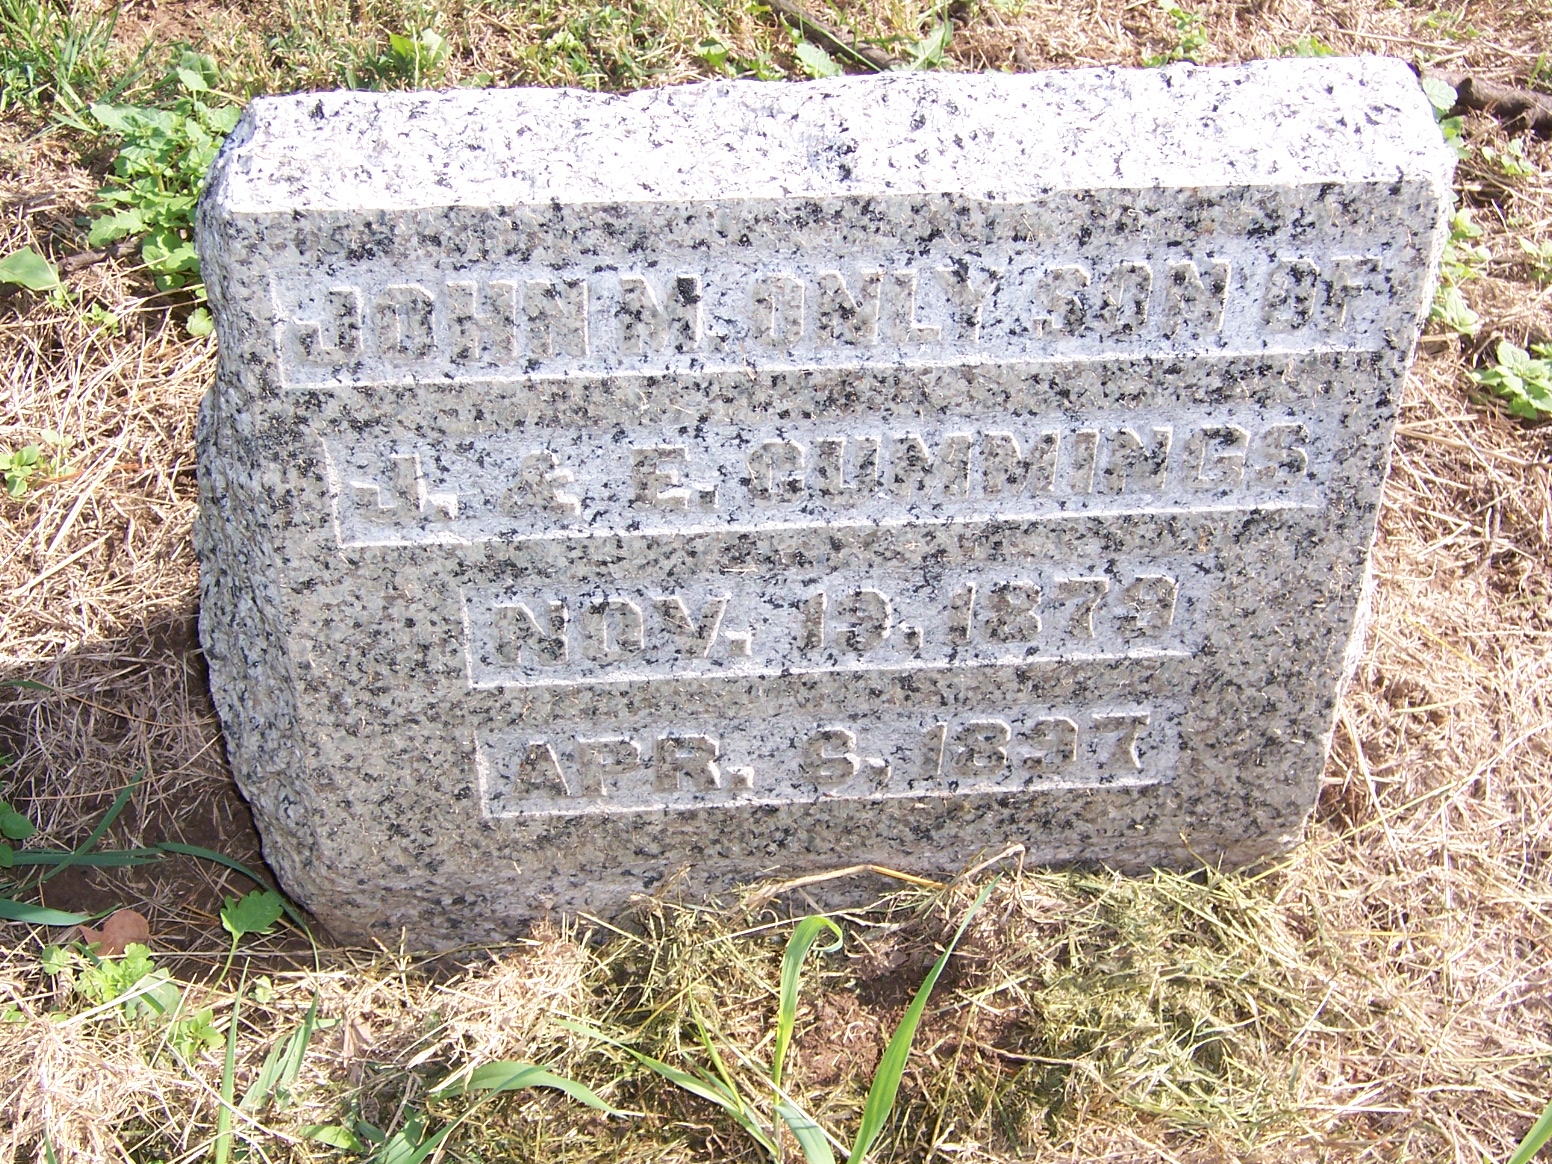 JOHN M. ONLY SON OF
J. & E. CUMMINGS
NOV. 19, 1879
APR. 6, 1897